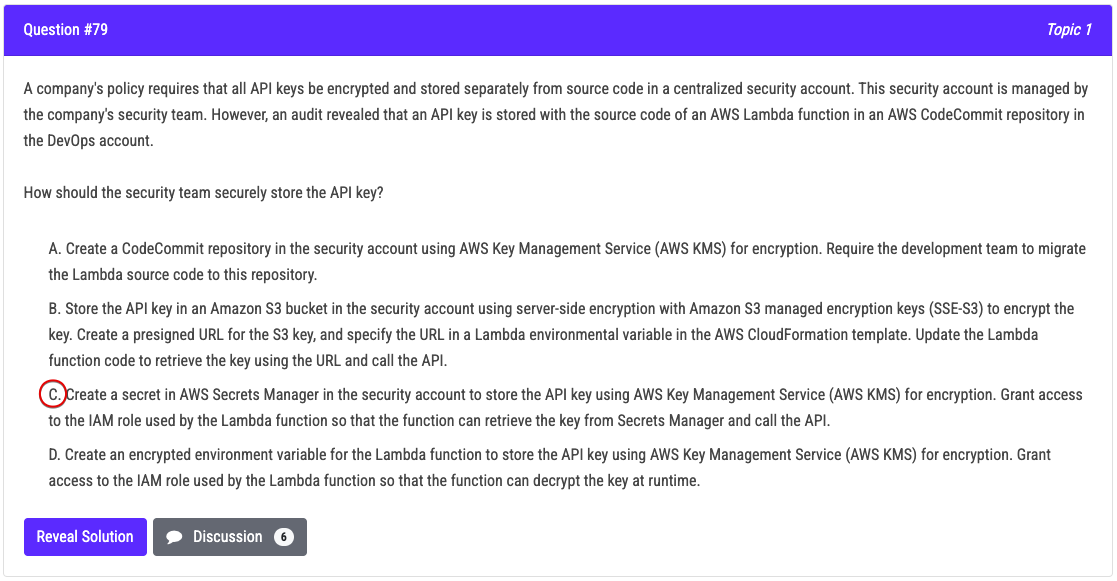 Question #79
Topic 1
A company's policy requires that all API keys be encrypted and stored separately from source code in a centralized security account. This security account is managed by
the company's security team. However, an audit revealed that an API key is stored with the source code of an AWS Lambda function in an AWS CodeCommit repository in
the DevOps account.
How should the security team securely store the API key?
A. Create a CodeCommit repository in the security account using AWS Key Management Service (AWS KMS) for encryption. Require the development team to migrate
the Lambda source code to this repository.
B. Store the API key in an Amazon S3 bucket in the security account using server-side encryption with Amazon S3 managed encryption keys (SSE-S3) to encrypt the
key. Create a presigned URL for the S3 key, and specify the URL in a Lambda environmental variable in the AWS CloudFormation template. Update the Lambda
function code to retrieve the key using the URL and call the API.
C. Create a secret in AWS Secrets Manager in the security account to store the API key using AWS Key Management Service (AWS KMS) for encryption. Grant access
to the IAM role used by the Lambda function so that the function can retrieve the key from Secrets Manager and call the API.
D. Create an encrypted environment variable for the Lambda function to store the API key using AWS Key Management Service (AWS KMS) for encryption. Grant
access to the IAM role used by the Lambda function so that the function can decrypt the key at runtime.
Reveal Solution
Discussion 6